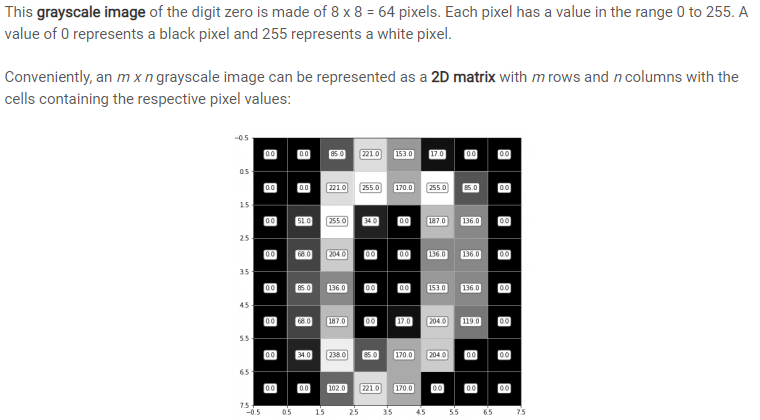 This grayscale image of the digit zero is made of 8 x 8 = 64 pixels. Each pixel has a value in the range 0 to 255. A
value of 0 represents a black pixel and 255 represents a white pixel.
Conveniently, an m x n grayscale image can be represented as a 2D matrix with m rows and n columns with the
cells containing the respective pixel values:
-0.5
0.0 0.0 85.0 221.0 153.0 17.0 0.0 0.0
0.5
0.0 0.0 221.0 255.0 170.0 255.0 85.0 0.0
1.5
0.0 51.0 255.0 34.0 0.0 187.0 136.0 0.0
2.5
0.0 68.0 204.0 0.0 0.0 136.0 136.0 0.0
3.5
0.0 85.0 136.0 0.0 0.0 153.0 136.0 0.0
4.5
0.0 68.0 187.0 0.0 17.0 204.0 119.0 0.0
5.5
0.0 34.0 238.0 85.0 170.0 204.0 0.0 0.0
6.5
0.0 0.0 102.0 221.0 170.0 0.0 0.0 0.0
7.5
-0.5 0.5 1.5 2.5 3.5 4.5 5.5 6.5 7.5